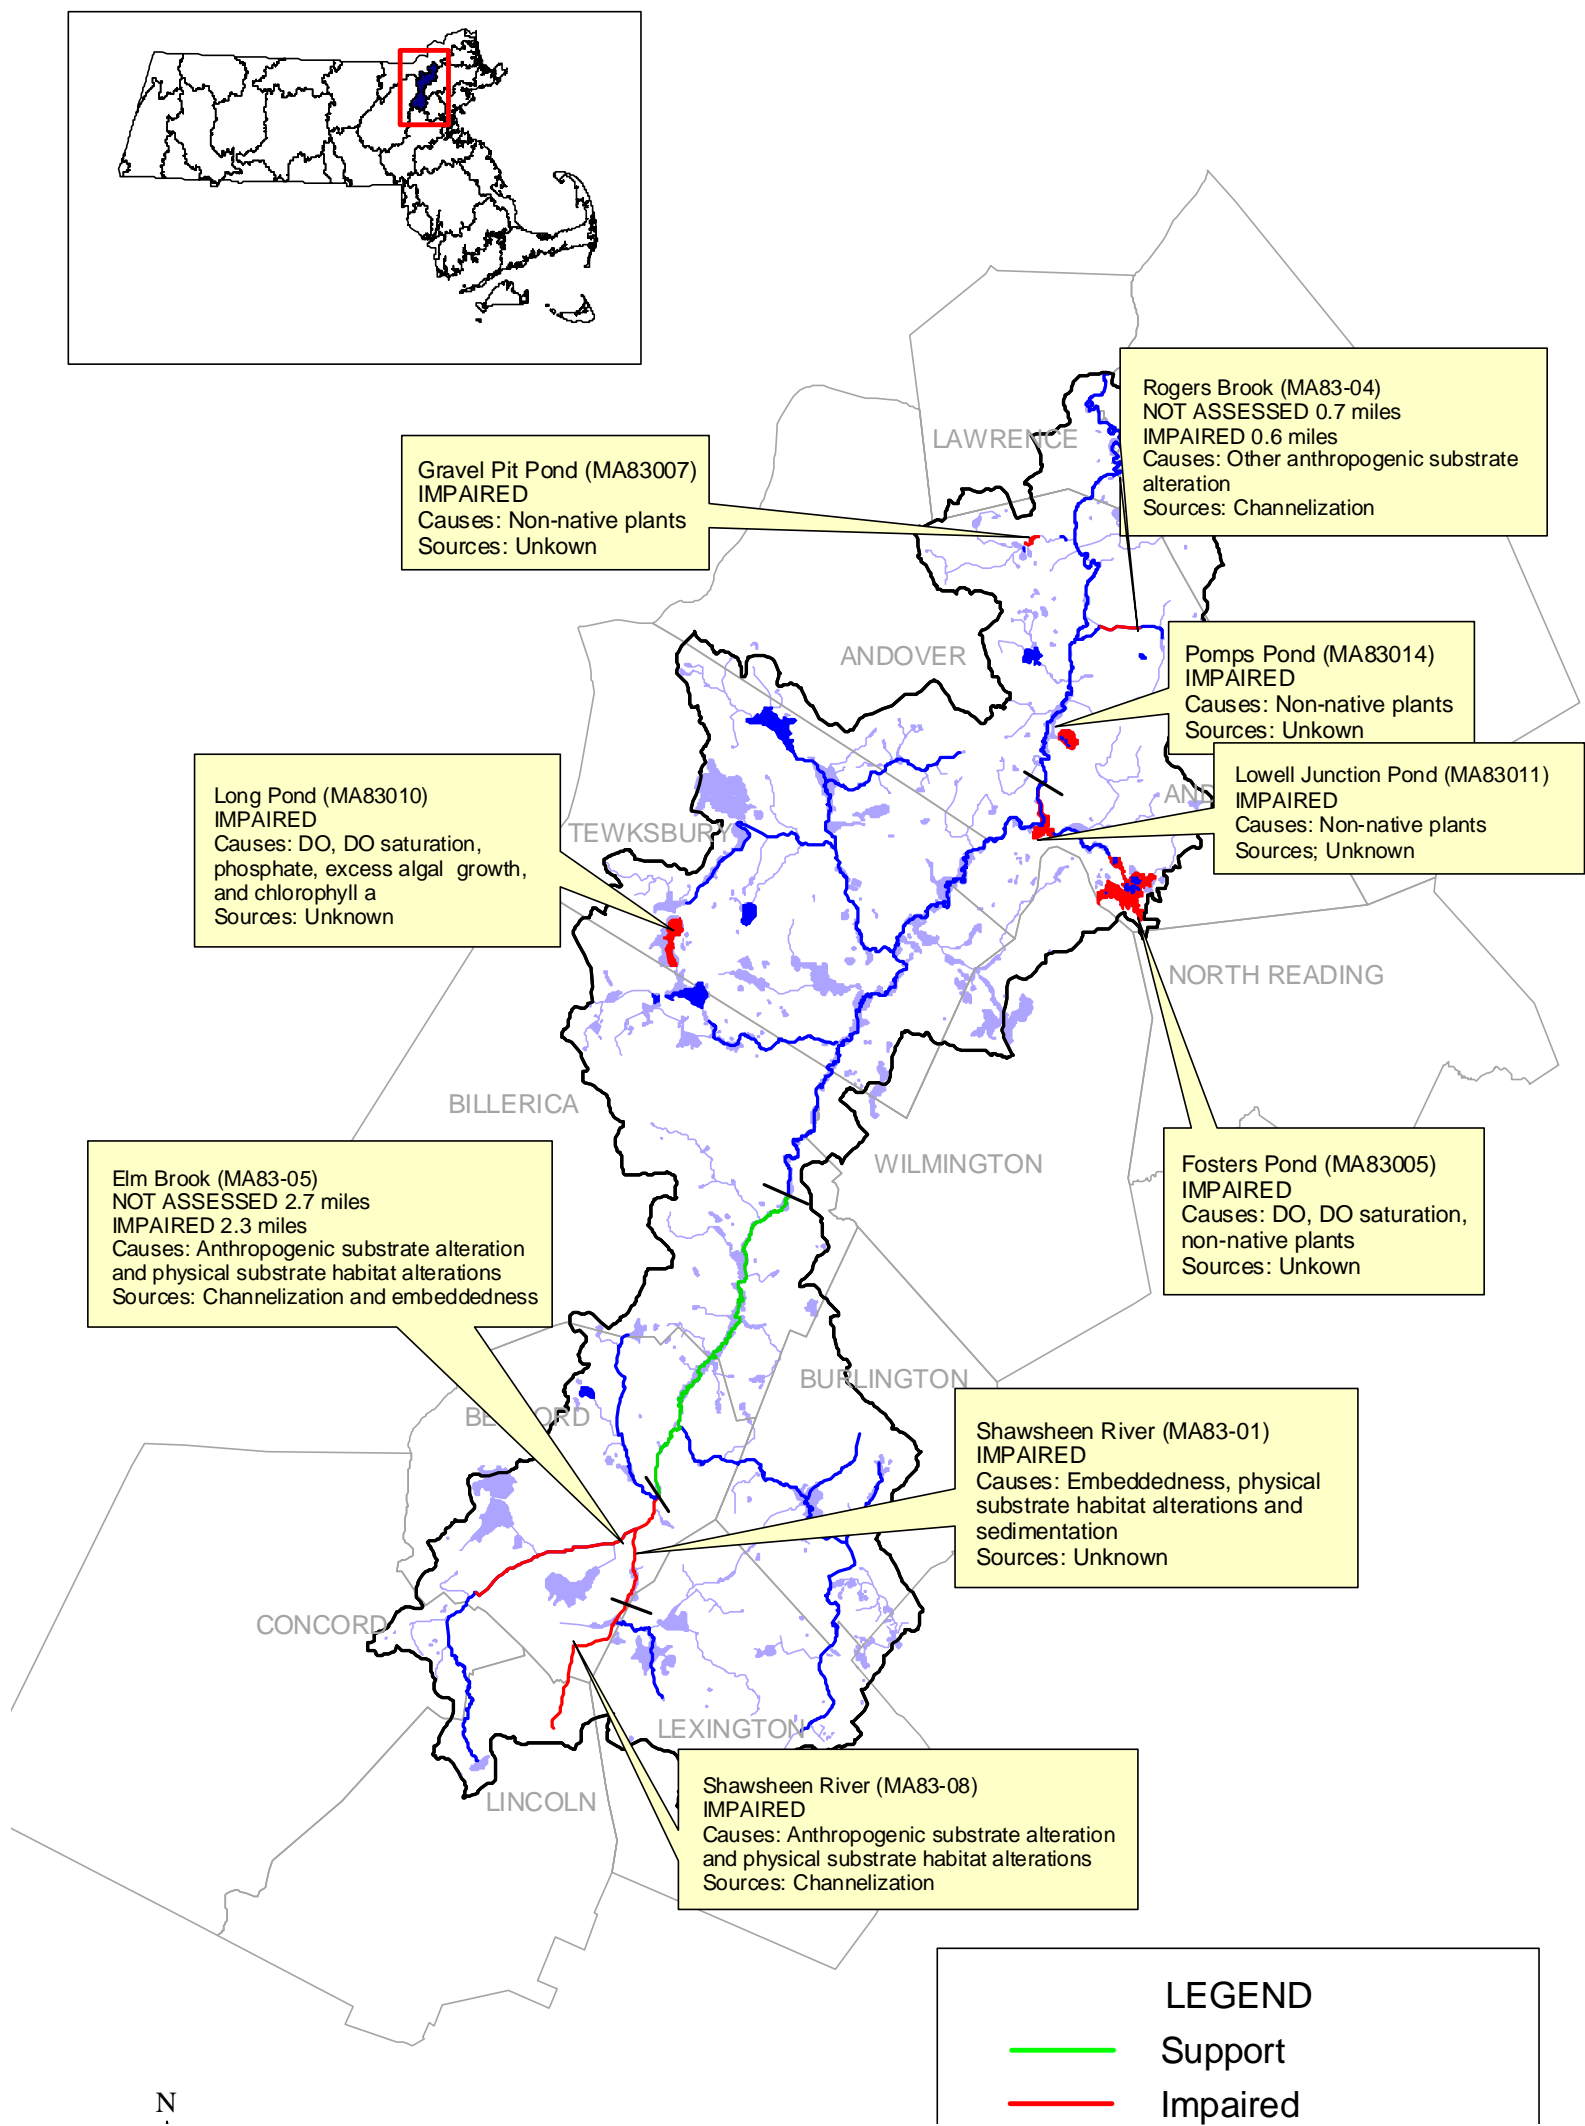 LAWRENCE
Rogers Brook (MA83-04)
NOT ASSESSED 0.7 miles
IMPAIRED 0.6 miles
Causes: Other anthropogenic substrate
alteration
Sources: Channelization
Gravel Pit Pond (MA83007)
IMPAIRED
Causes: Non-native plants
Sources: Unkown
ANDOVER
Pomps Pond (MA83014)
IMPAIRED
Causes: Non-native plants
Sources: Unkown
Lowell Junction Pond (MA83011)
IMPAIRED
Causes: Non-native plants
Sources; Unknown
AND
Long Pond (MA83010)
IMPAIRED
Causes: DO, DO saturation,
phosphate, excess algal growth,
and chlorophyll a
Sources: Unknown
TEWKSBURY
NORTH READING
BILLERICA
WILMINGTON
Fosters Pond (MA83005)
IMPAIRED
Causes: DO, DO saturation,
non-native plants
Sources: Unkown
Elm Brook (MA83-05)
NOT ASSESSED 2.7 miles
IMPAIRED 2.3 miles
Causes: Anthropogenic substrate alteration
and physical substrate habitat alterations
Sources: Channelization and embeddedness
BURLINGTON
Shawsheen River (MA83-01)
IMPAIRED
Causes: Embeddedness, physical
substrate habitat alterations and
sedimentation
Sources: Unknown
CONCORD
LEXINGTON
LINCOLN
Shawsheen River (MA83-08)
IMPAIRED
Causes: Anthropogenic substrate alteration
and physical substrate habitat alterations
Sources: Channelization
LEGEND
Support
Impaired
N